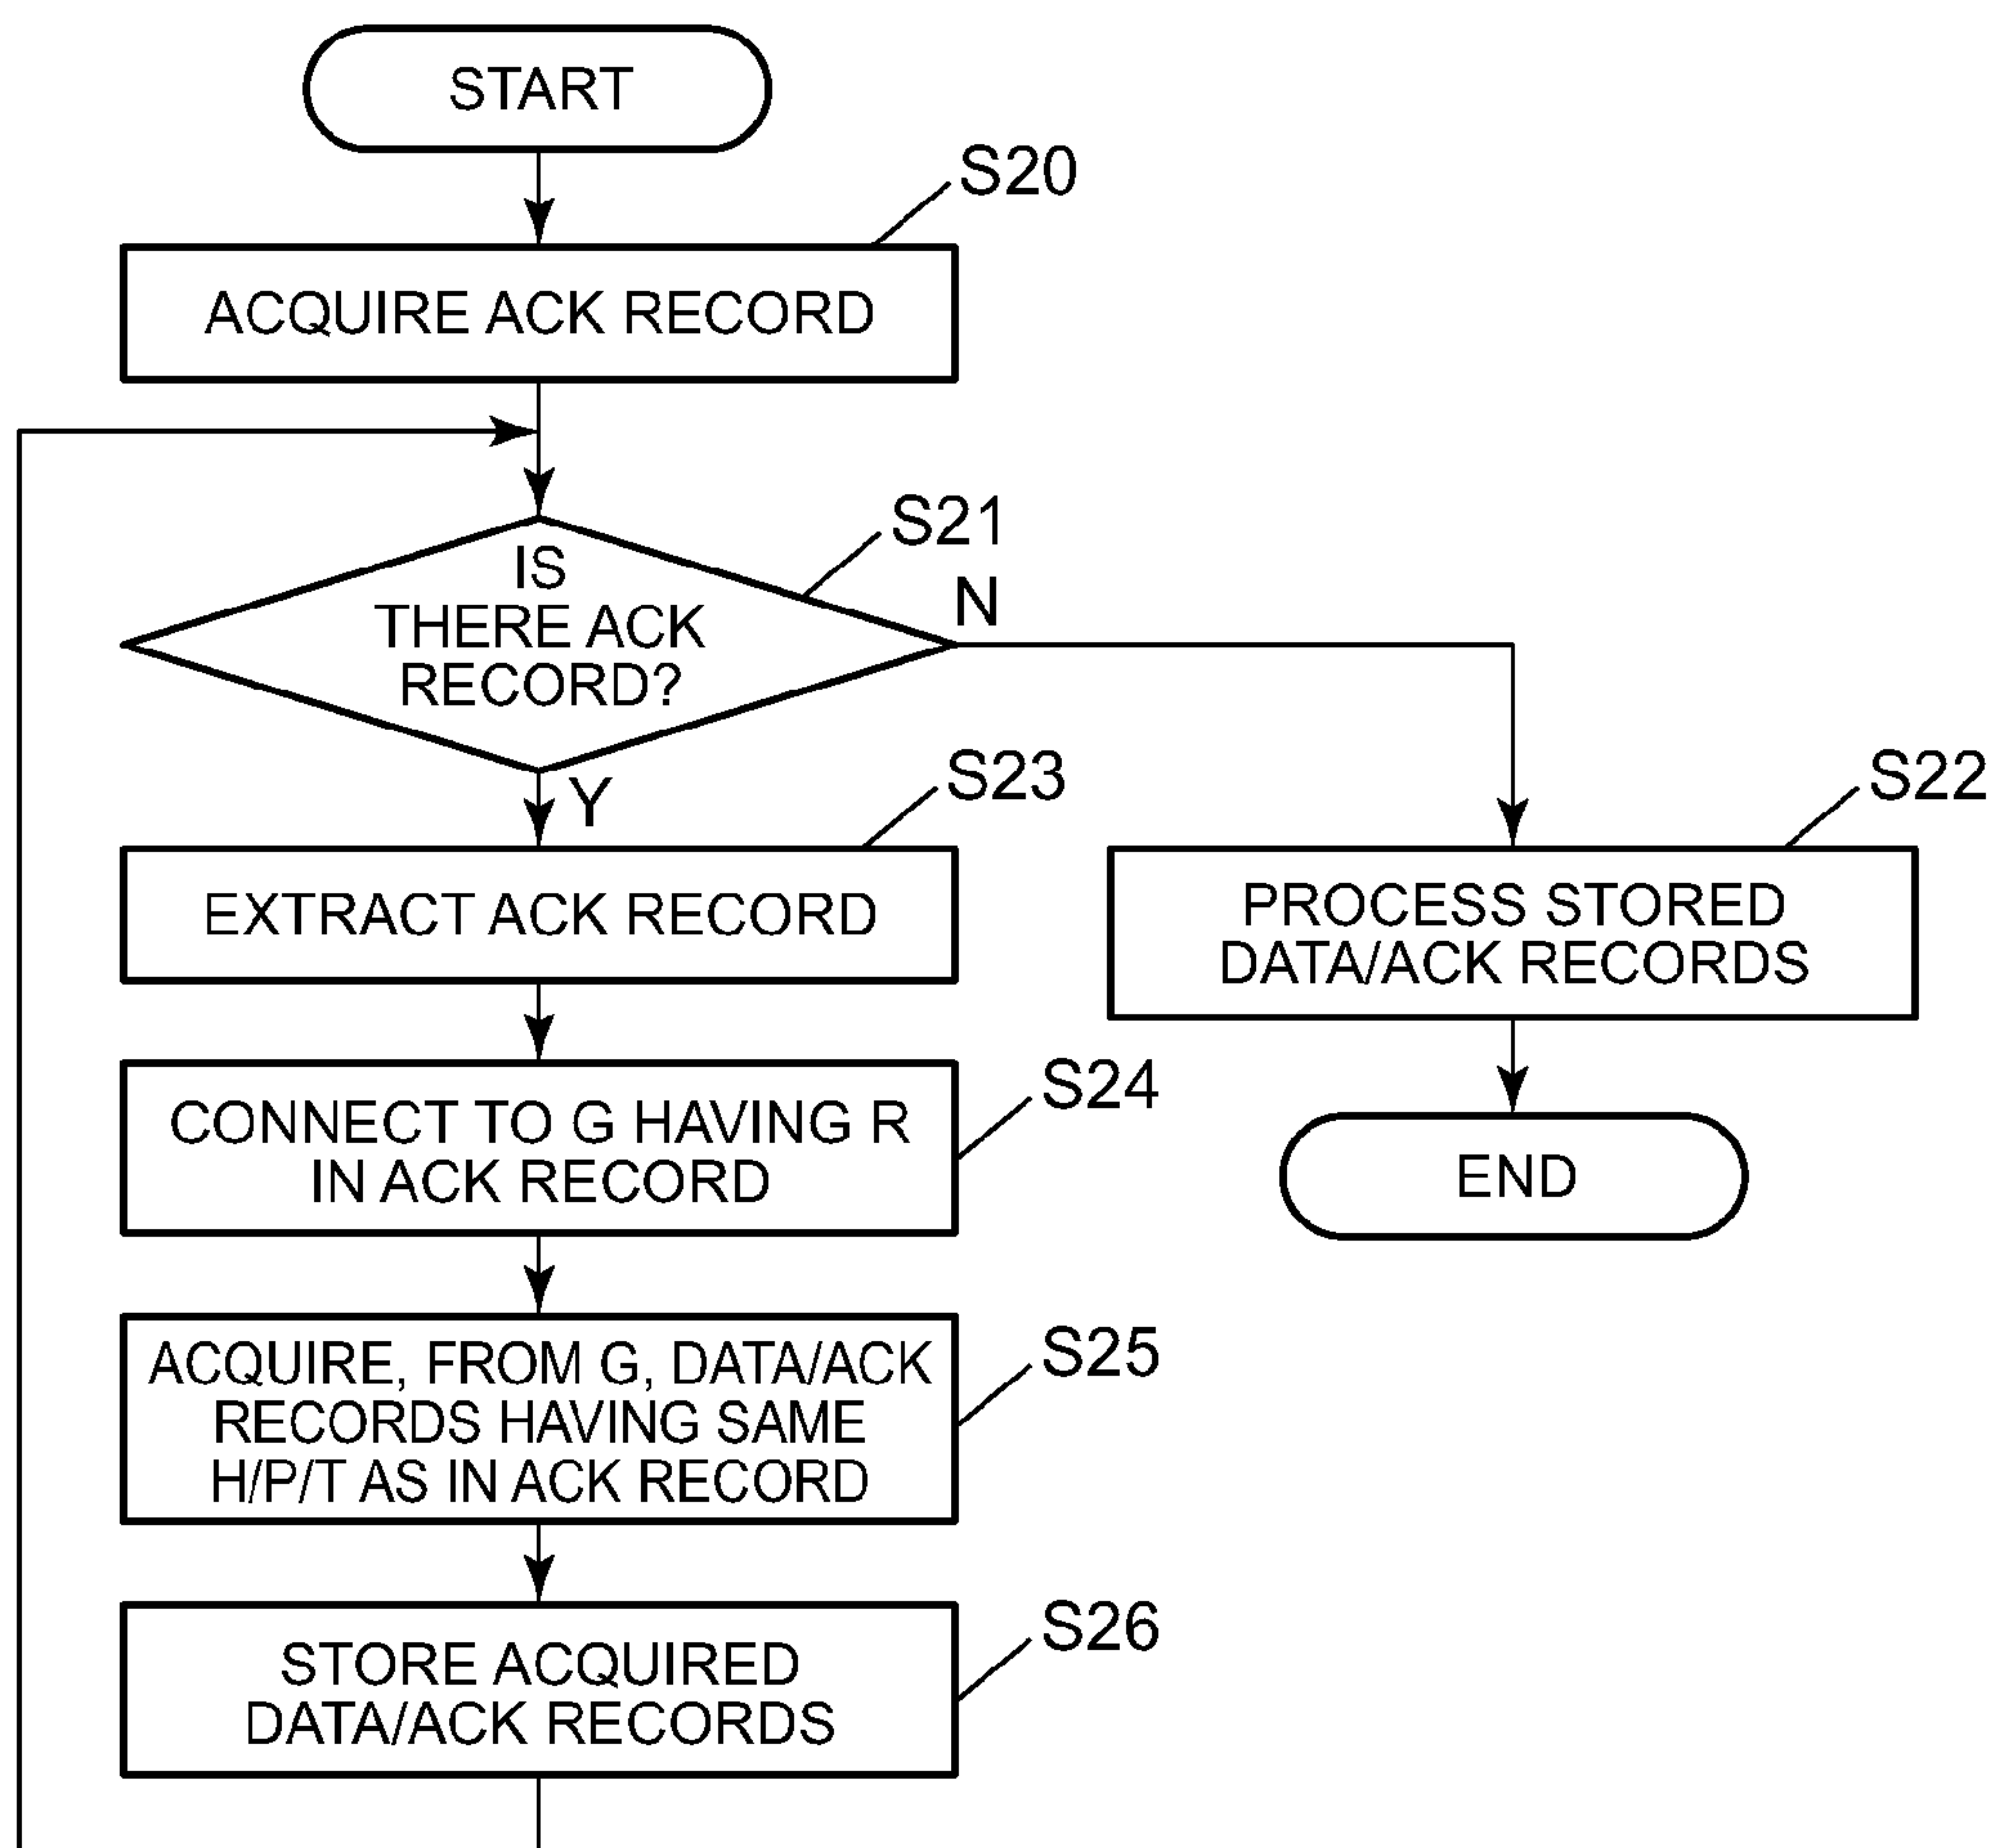 START
S20
ACQUIRE ACK RECORD
S21
IS
THERE ACK
RECORD?
N
Y
S23
EXTRACT ACK RECORD
S22
PROCESS STORED
DATA/ACK RECORDS
S24
CONNECT TO G HAVING R
IN ACK RECORD
END
S25
ACQUIRE, FROM G, DATA/ACK
RECORDS HAVING SAME
H/P/T AS IN ACK RECORD
S26
STORE ACQUIRED
DATA/ACK RECORDS